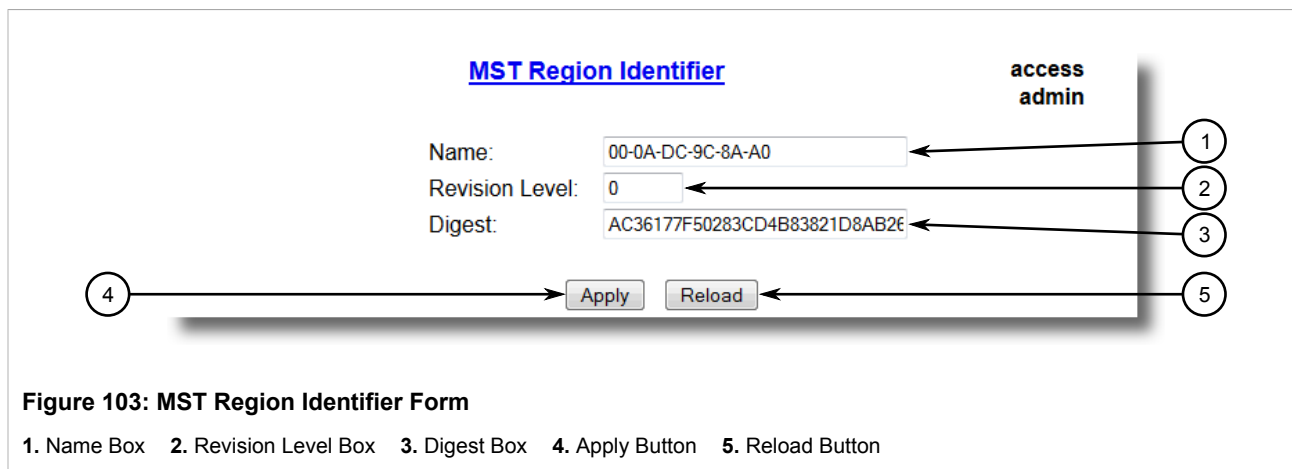 MST Region Identifier
access
admin
Name: 00-0A-DC-9C-8A-A0 1
Revision Level: 0 2
Digest: AC36177F50283CD4B83821D8AB26 3
4 Apply Reload 5
Figure 103: MST Region Identifier Form
1. Name Box 2. Revision Level Box 3. Digest Box 4. Apply Button 5. Reload Button